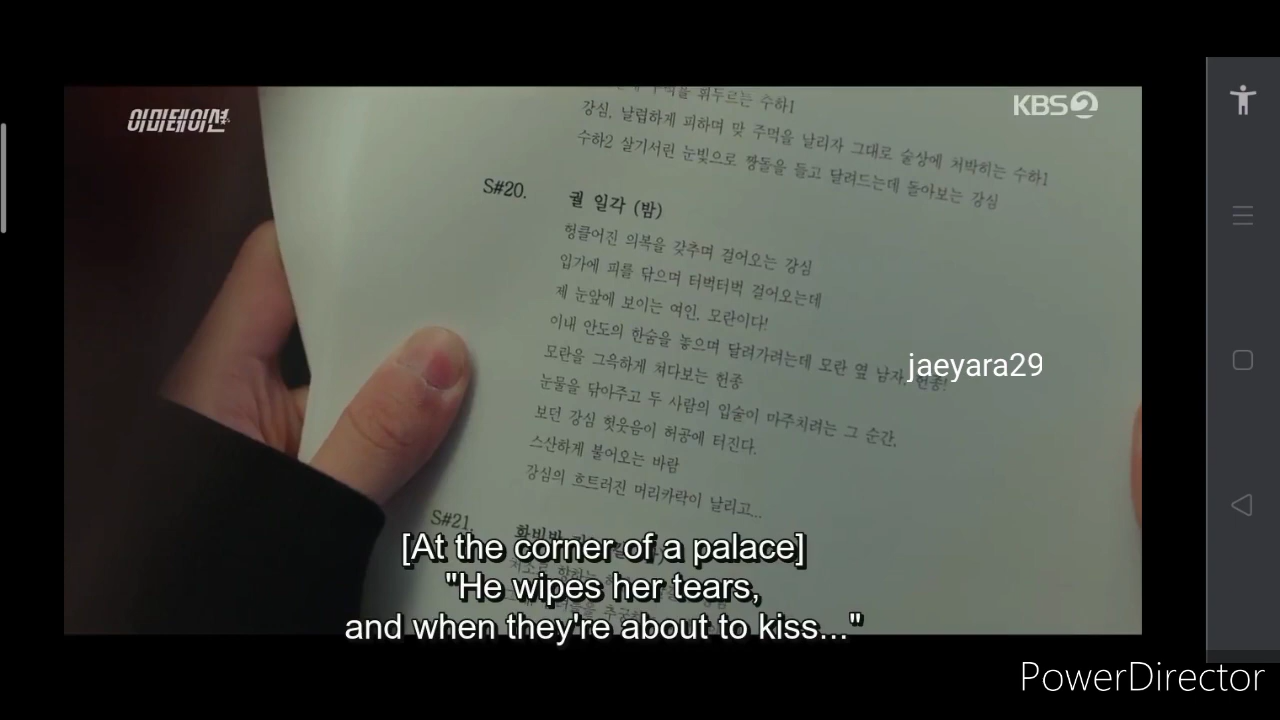 이미테이션
KBS2
주먹을 휘두르는 수하1
강심, 날렵하게 피하며 맞 주먹을 날리자 그대로 술상에 처박히는 수하1
수하2 살기서린 눈빛으로 짱돌을 들고 달려드는데 돌아보는 강심
S#20. 궐 일각 (밤)
헝클어진 의복을 갖추며 걸어오는 강심
입가에 피를 닦으며 터벅터벅 걸어오는데
제 눈앞에 보이는 여인, 모란이다!
이내 안도의 한숨을 놓으며 달려가려는데 모란 옆 남자, 헌종!
jaeyara29
모란을 그윽하게 쳐다보는 헌종
눈물을 닦아주고 두 사람의 입술이 마주치려는 그 순간,
보던 강심 헛웃음이 허공에 터진다.
스산하게 불어오는 바람
강심의 흐트러진 머리카락이 날리고...
S#21.
[At the corner of a palace]
"He wipes her tears,
and when they're about to kiss..."
PowerDirector